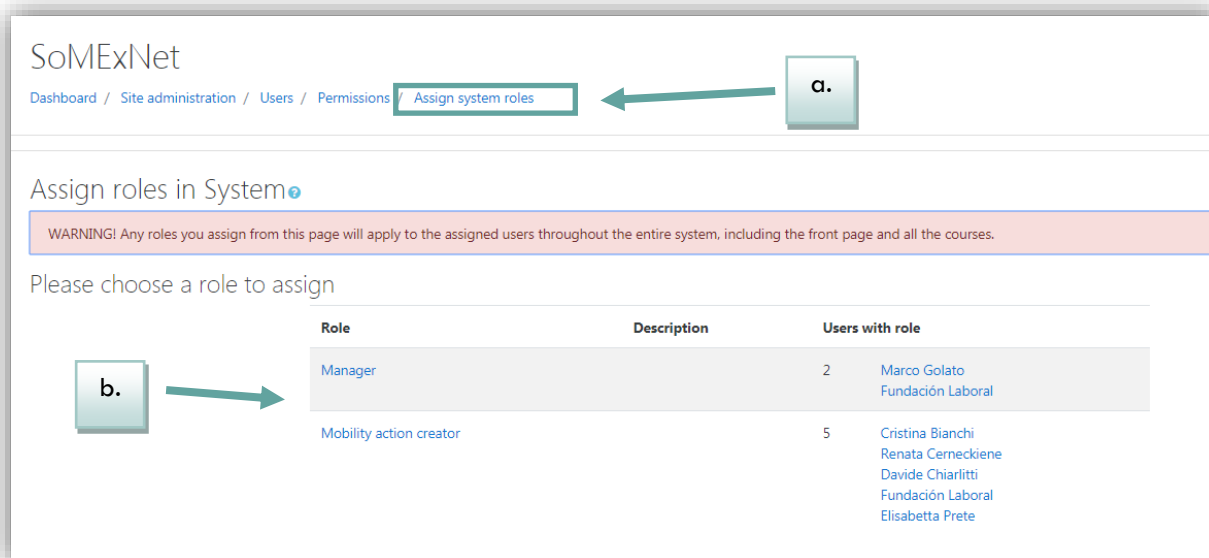 SoMExNet
Dashboard / Site administration / Users / Permissions / Assign system roles
a.
Assign roles in System
WARNING! Any roles you assign from this page will apply to the assigned users throughout the entire system, including the front page and all the courses.
Please choose a role to assign
Role Description Users with role
b.
Manager 2 Marco Golato
Fundación Laboral
Mobility action creator 5 Cristina Bianchi
Renata Cerneckiene
Davide Chiarlitti
Fundación Laboral
Elisabetta Prete